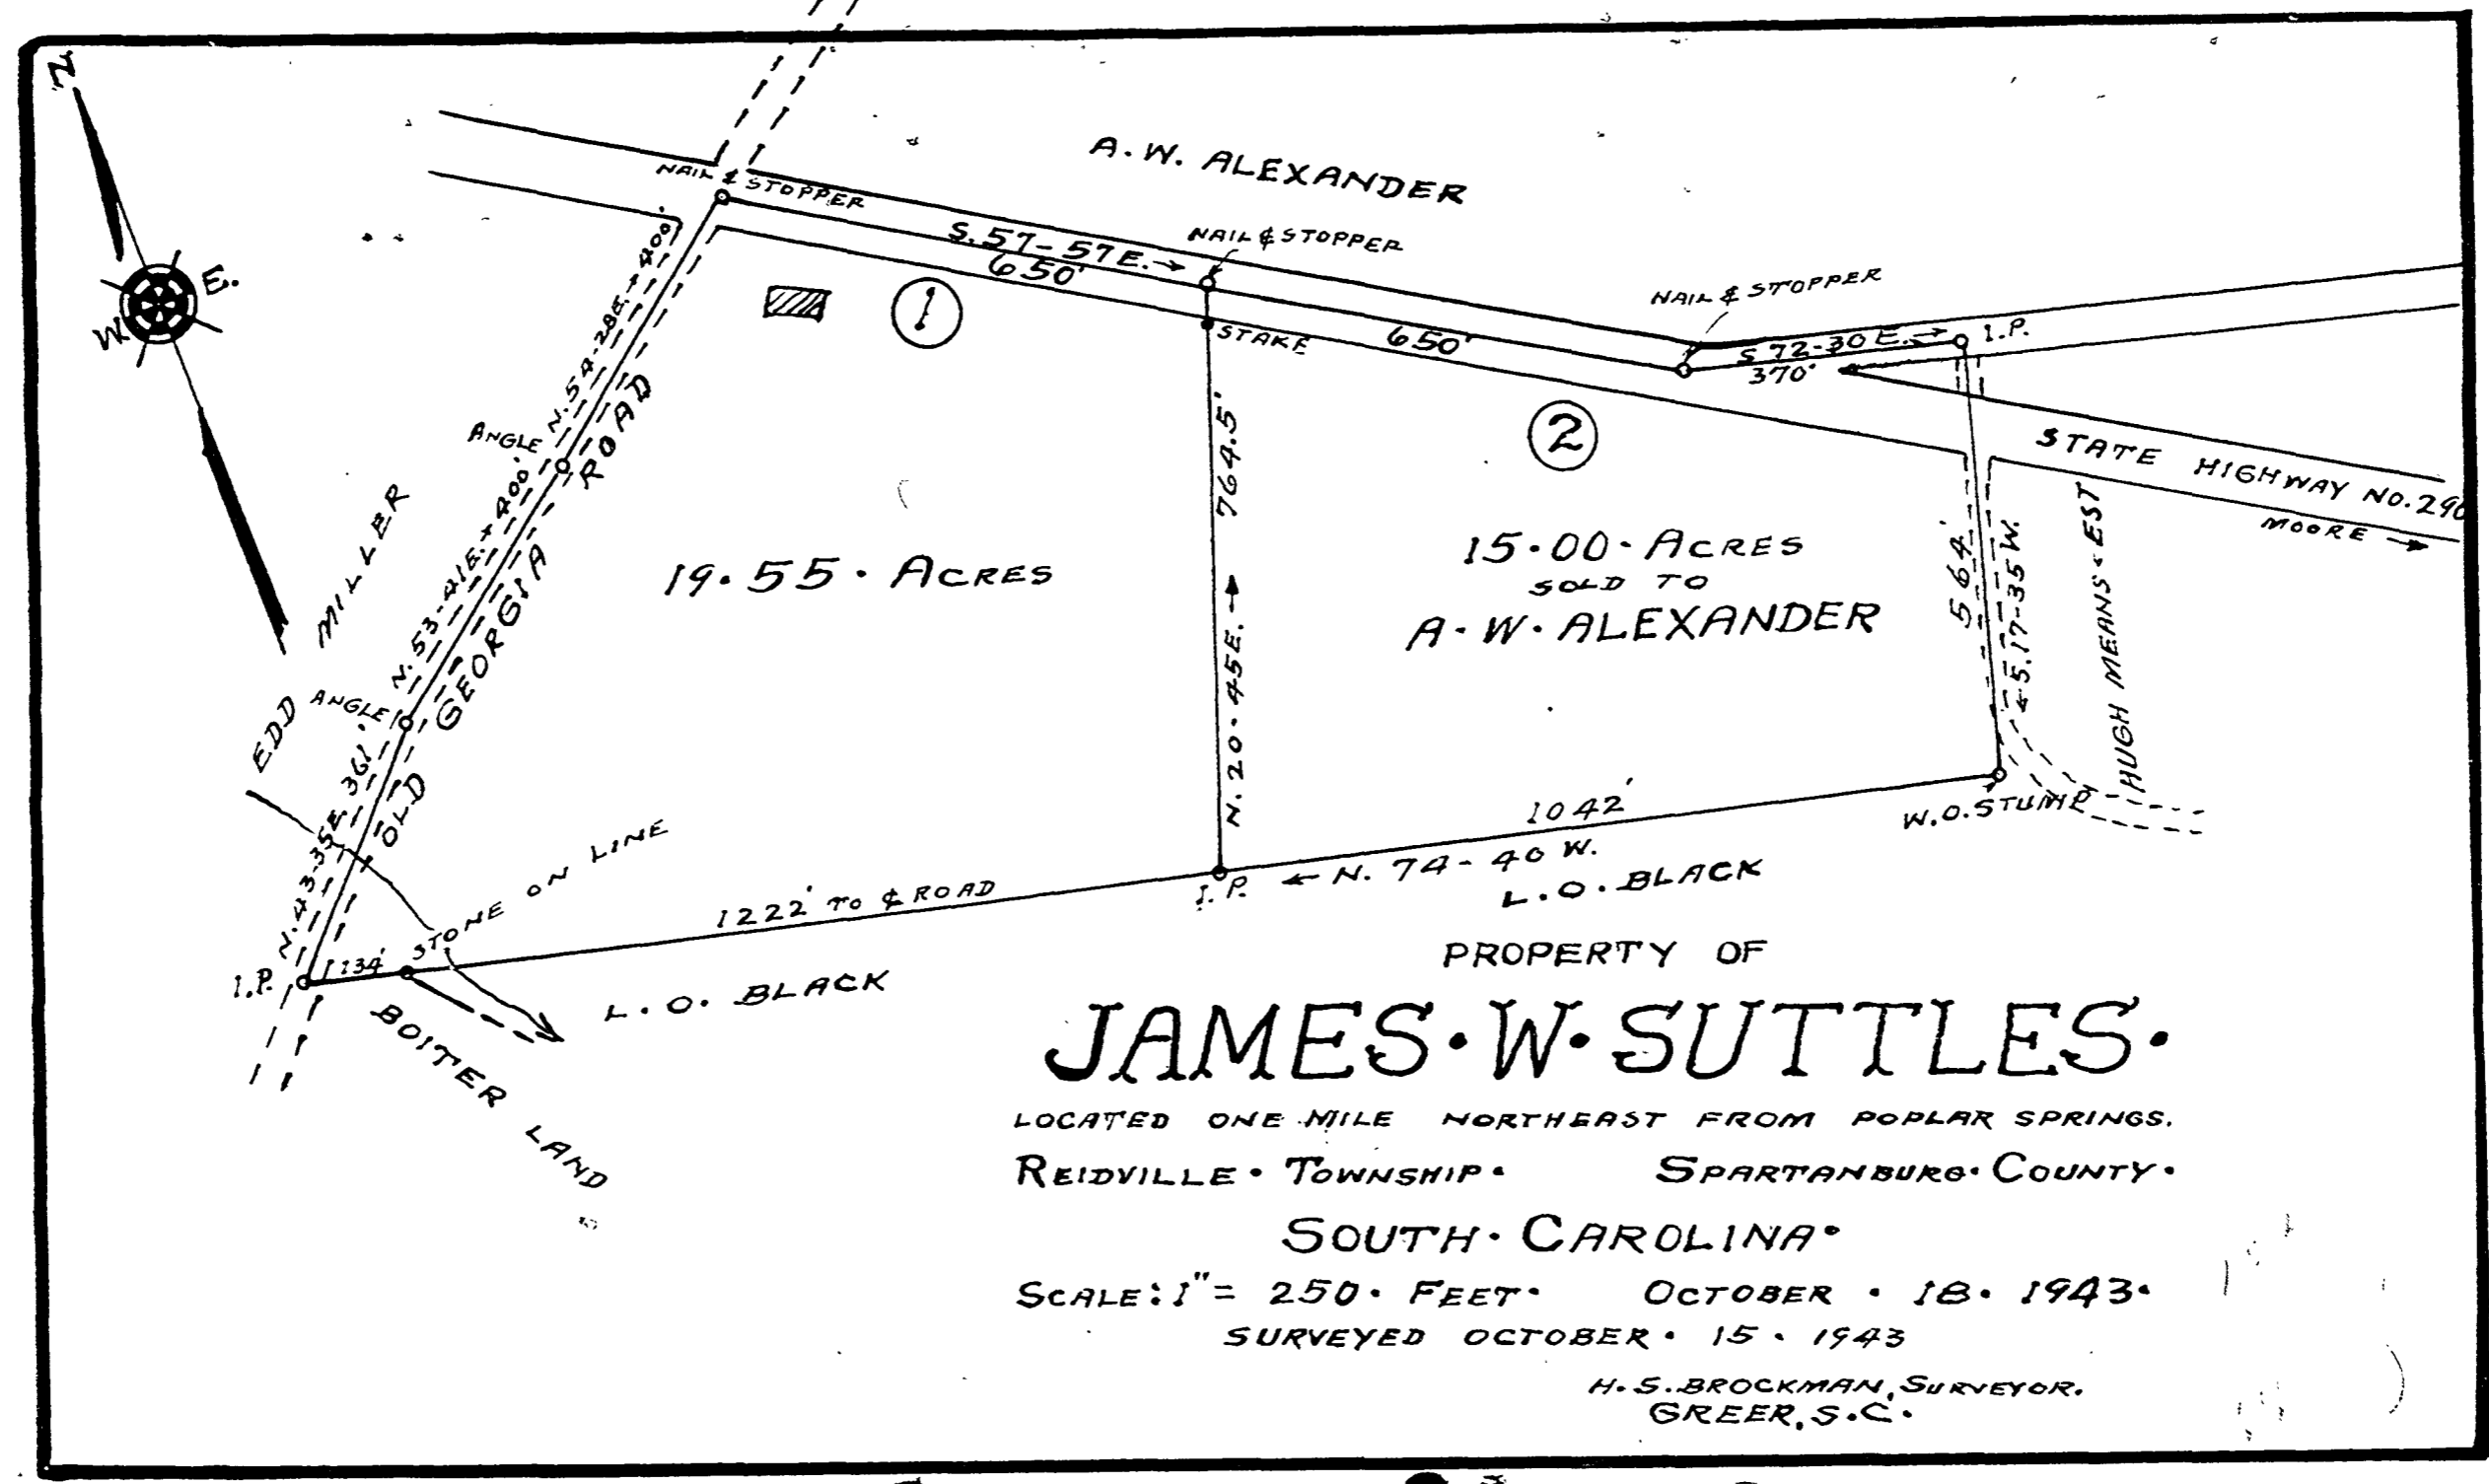 N
W
E.
A. W. ALEXANDER
NAIL & STOPPER
S. 57-57 E. →
650'
NAIL & STOPPER
STAKE
650'
NAIL & STOPPER
S 72-30 E. →
370'
I.P.
①
②
STATE HIGHWAY NO. 290
MOORE →
N. 54-28E + 400'
ANGLE
N. 53-41E. + 400'
ANGLE
N. 43-35E. 361'
OLD GEORGIA ROAD
EDD MILLER
19.55 · ACRES
N. 20·45E. → 764.5'
15·00· ACRES
SOLD TO
A· W· ALEXANDER
564'
← S.17-35W.
HUGH MEANS· EST
W.O. STUMP
1042'
← N. 74-40 W.
L. O. BLACK
I.P.
1222' TO ℄ ROAD
STONE ON LINE
134'
I.P.
L. O. BLACK
BOITER LAND
PROPERTY OF
JAMES·W·SUTTLES·
LOCATED ONE MILE NORTHEAST FROM POPLAR SPRINGS.
REIDVILLE· TOWNSHIP· SPARTANBURG· COUNTY·
SOUTH· CAROLINA·
SCALE: 1"= 250· FEET· OCTOBER · 18· 1943·
SURVEYED OCTOBER· 15 · 1943
H. S. BROCKMAN, SURVEYOR.
GREER, S.C.